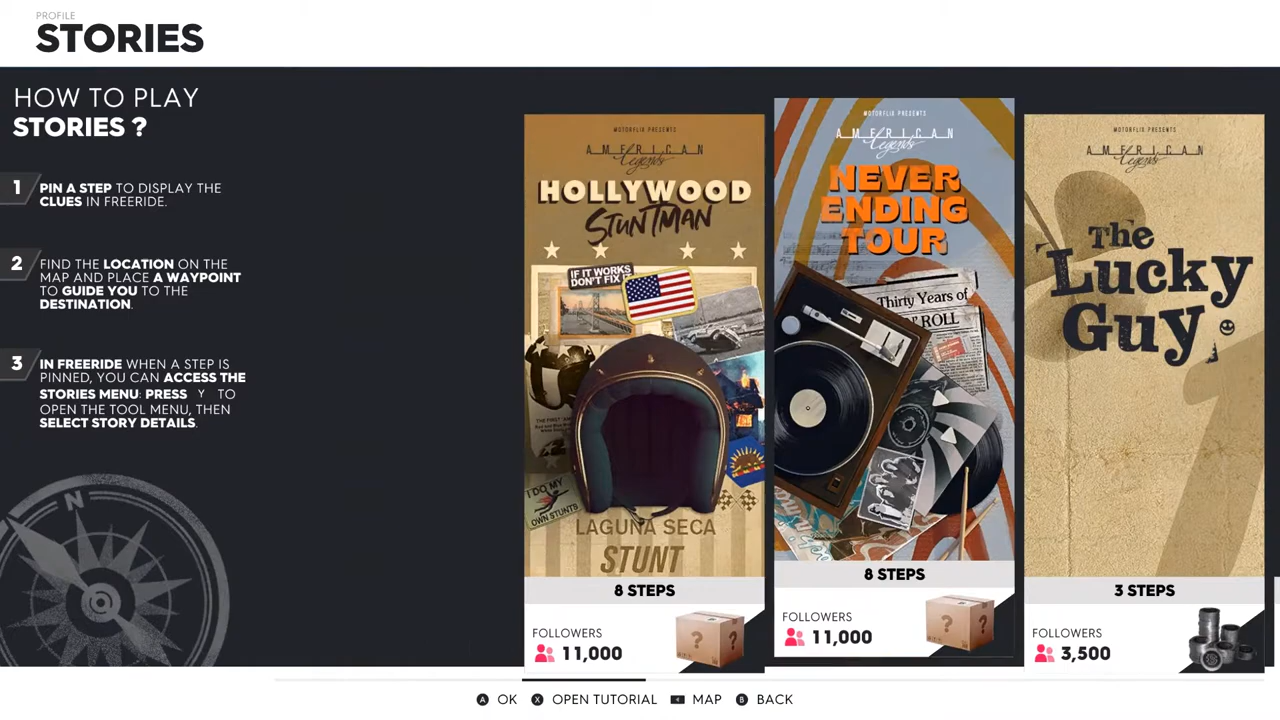 PROFILE
STORIES
HOW TO PLAY
STORIES ?
1
PIN A STEP TO DISPLAY THE
CLUES IN FREERIDE.
2
FIND THE LOCATION ON THE
MAP AND PLACE A WAYPOINT
TO GUIDE YOU TO THE
DESTINATION.
3
IN FREERIDE WHEN A STEP IS
PINNED, YOU CAN ACCESS THE
STORIES MENU: PRESS Y TO
OPEN THE TOOL MENU, THEN
SELECT STORY DETAILS.
N
MOTORFLIX PRESENTS
AMERICAN
Legends
HOLLYWOOD
STUNTMAN
IF IT WORKS
DON'T FIX
I DO MY
OWN STUNTS
LAGUNA SECA
STUNT
8 STEPS
FOLLOWERS
11,000
? ?
MOTORFLIX PRESENTS
AMERICAN
Legends
NEVER
ENDING
TOUR
Thirty Years of
ROLL
8 STEPS
FOLLOWERS
11,000
? ?
MOTORFLIX PRESENTS
AMERICAN
Legends
The
Lucky
Guy
1
3 STEPS
FOLLOWERS
3,500
A OK X OPEN TUTORIAL MAP B BACK